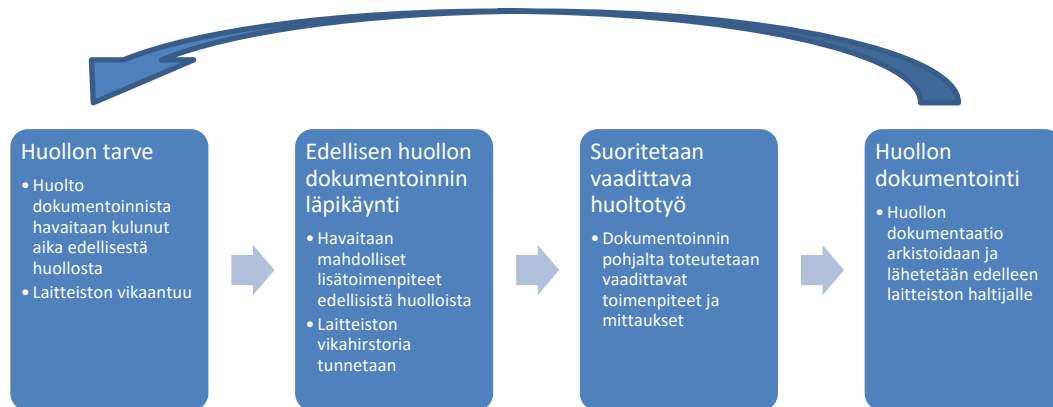 Huollon tarve
• Huolto
dokumentoinnista
havaitaan kulunut
aika edellisestä
huollosta
• Laitteiston vikaantuu
Edellisen huollon
dokumentoinnin
läpikäynti
• Havaitaan
mahdolliset
lisätoimenpiteet
edellisistä huolloista
• Laitteiston
vikahirstoria
tunnetaan
Suoritetaan
vaadittava
huoltotyö
• Dokumentoinnin
pohjalta toteutetaan
vaadittavat
toimenpiteet ja
mittaukset
Huollon
dokumentointi
• Huollon
dokumentaatio
arkistoidaan ja
lähetetään edelleen
laitteiston haltijalle